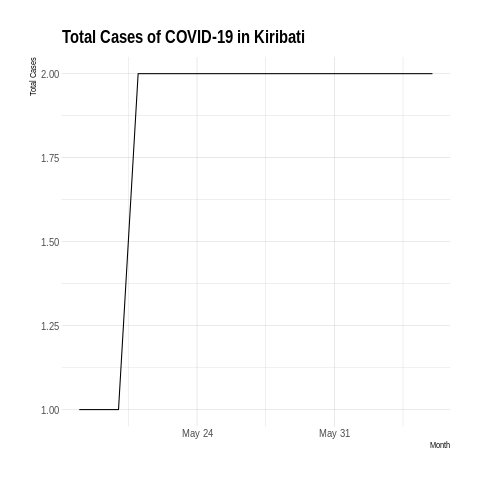 Total Cases of COVID-19 in Kiribati
Total Cases
2.00
1.75
1.50
1.25
1.00
May 24
May 31
Month